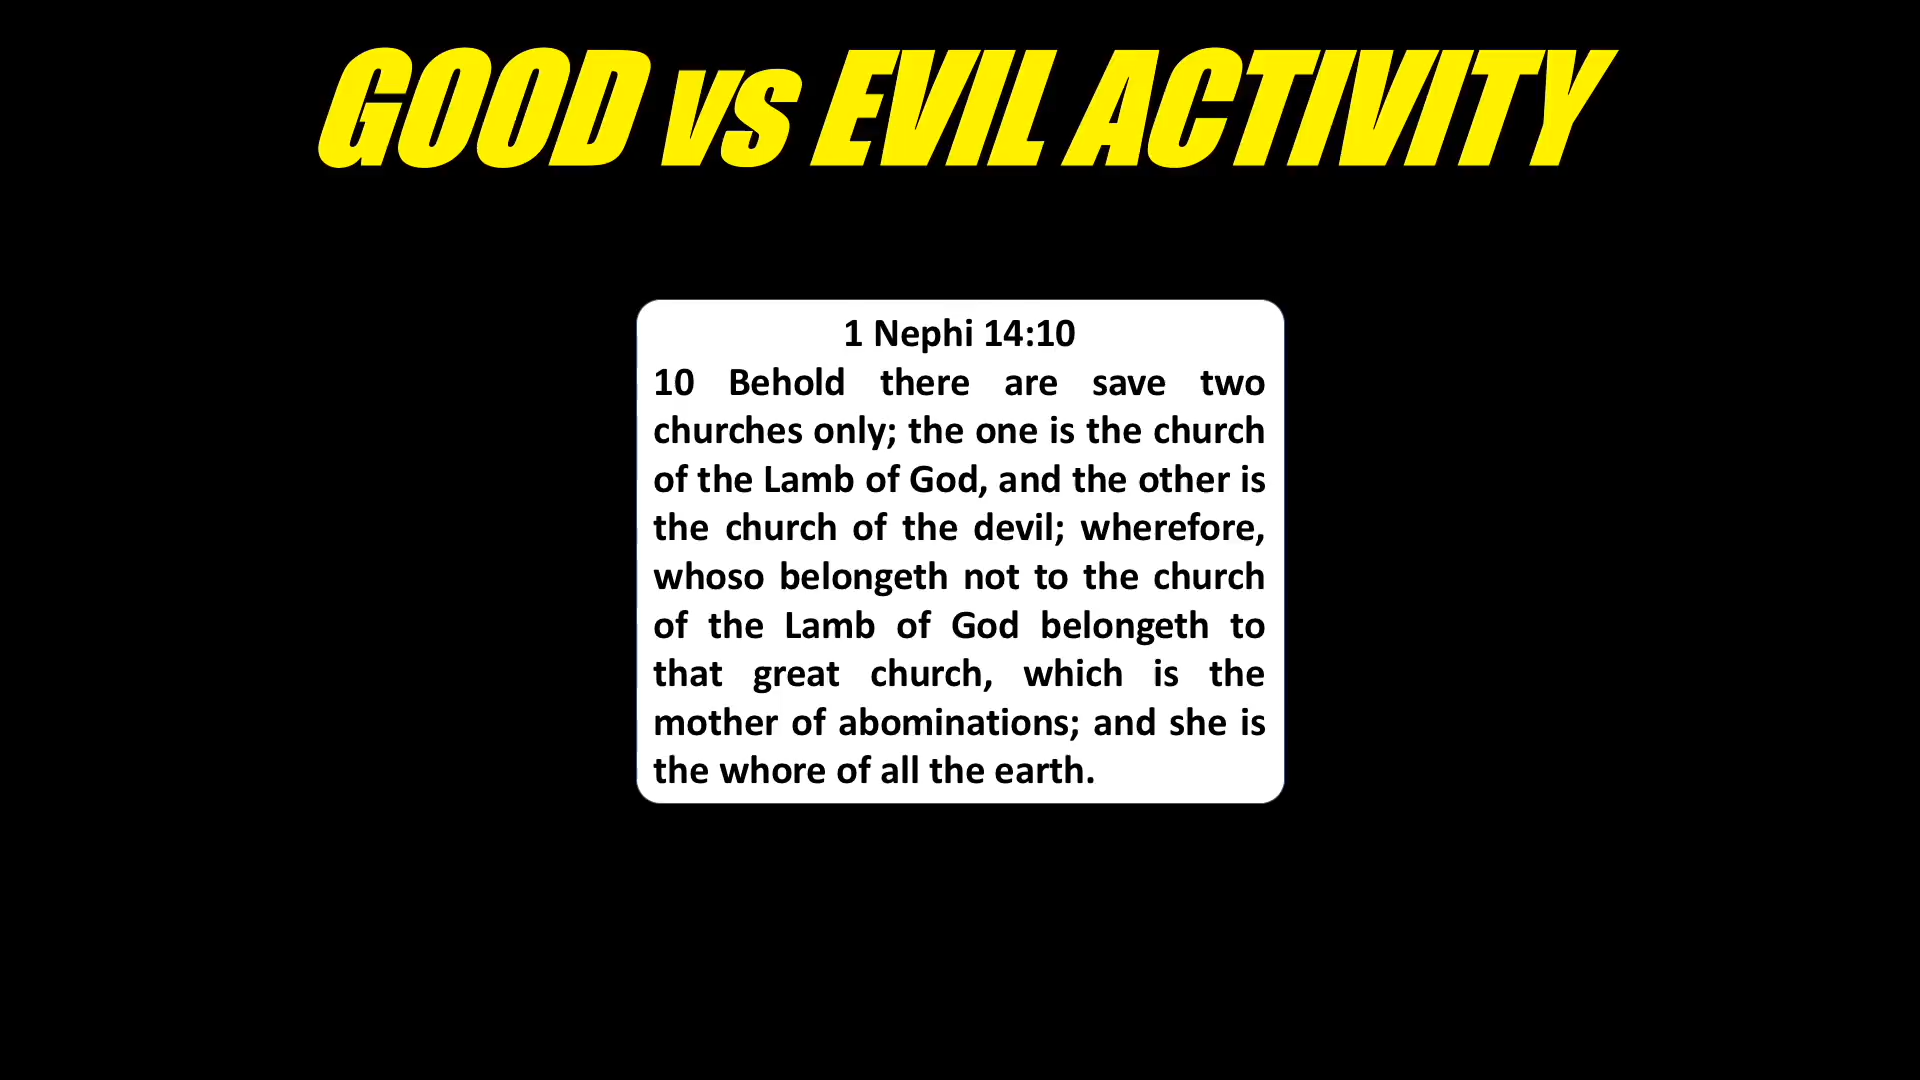 GOOD vs EVIL ACTIVITY
1 Nephi 14:10
10 Behold there are save two
churches only; the one is the church
of the Lamb of God, and the other is
the church of the devil; wherefore,
whoso belongeth not to the church
of the Lamb of God belongeth to
that great church, which is the
mother of abominations; and she is
the whore of all the earth.